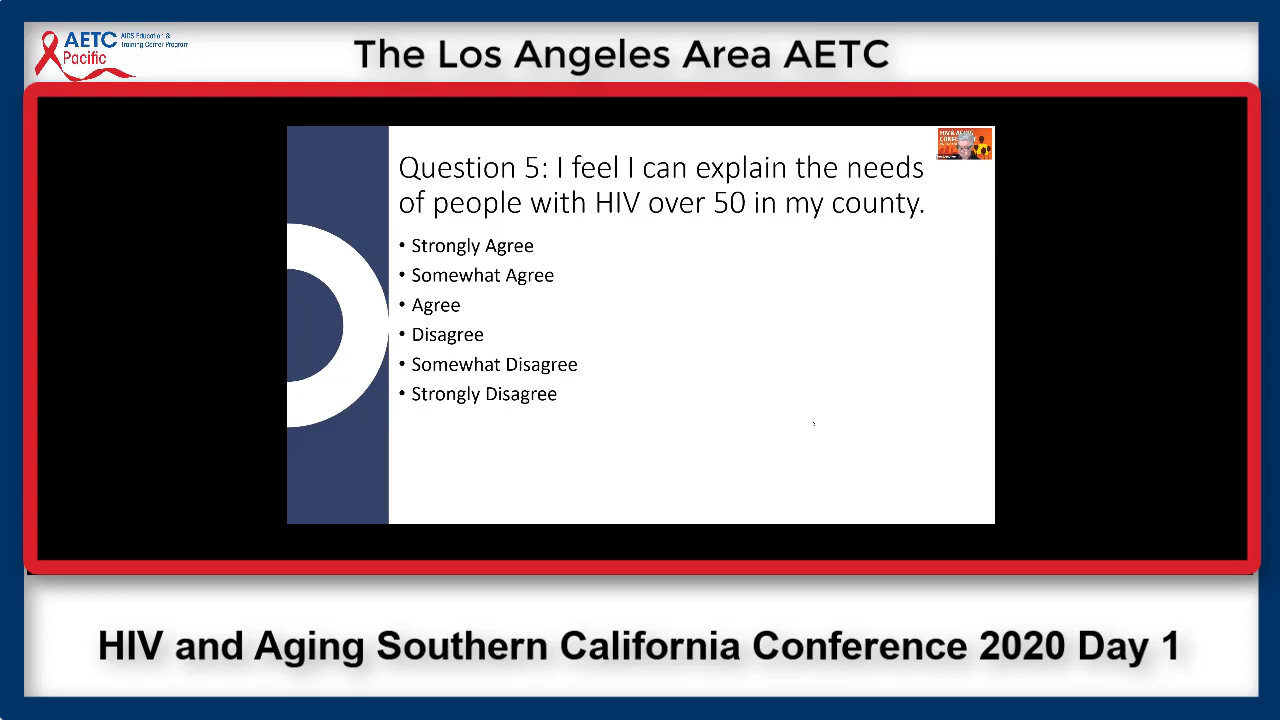 AETC AIDS Education &
Training Center Program
Pacific
The Los Angeles Area AETC
HIV & AGING
Question 5: I feel I can explain the needs
of people with HIV over 50 in my county.
• Strongly Agree
• Somewhat Agree
• Agree
• Disagree
• Somewhat Disagree
• Strongly Disagree
HIV and Aging Southern California Conference 2020 Day 1